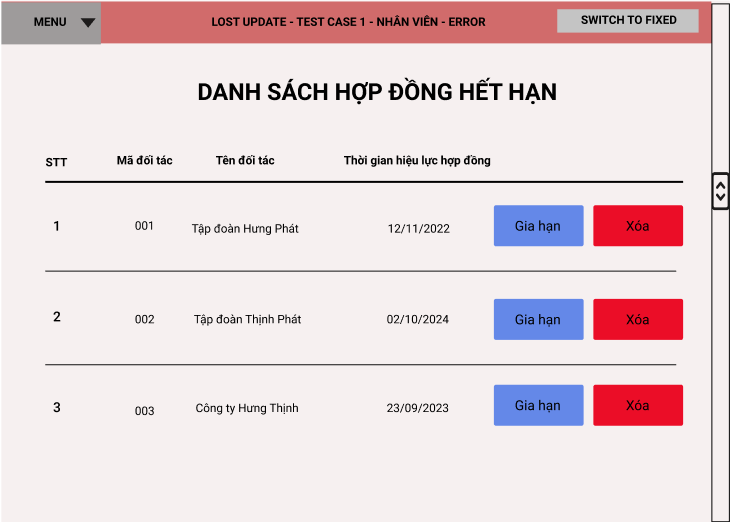 MENU
LOST UPDATE - TEST CASE 1 - NHÂN VIÊN - ERROR
SWITCH TO FIXED
DANH SÁCH HỢP ĐỒNG HẾT HẠN
STT Mã đối tác Tên đối tác Thời gian hiệu lực hợp đồng
1 001 Tập đoàn Hưng Phát 12/11/2022 Gia hạn Xóa
2 002 Tập đoàn Thịnh Phát 02/10/2024 Gia hạn Xóa
3 003 Công ty Hưng Thịnh 23/09/2023 Gia hạn Xóa